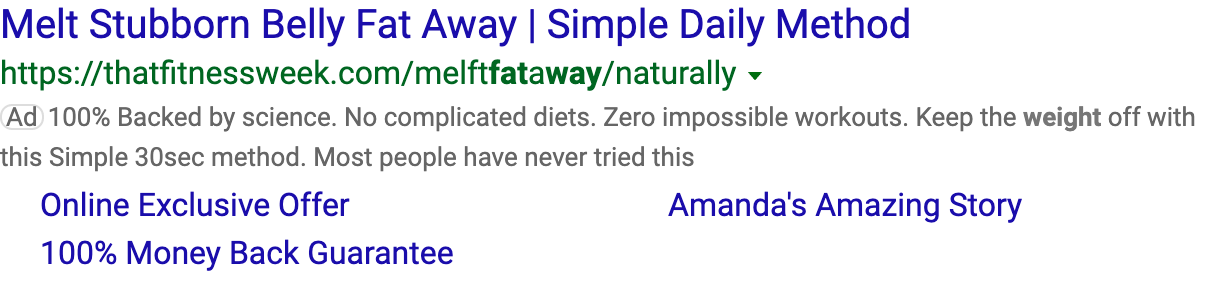 Melt Stubborn Belly Fat Away | Simple Daily Method
https://thatfitnessweek.com/melftfataway/naturally
Ad 100% Backed by science. No complicated diets. Zero impossible workouts. Keep the weight off with
this Simple 30sec method. Most people have never tried this
Online Exclusive Offer
Amanda's Amazing Story
100% Money Back Guarantee